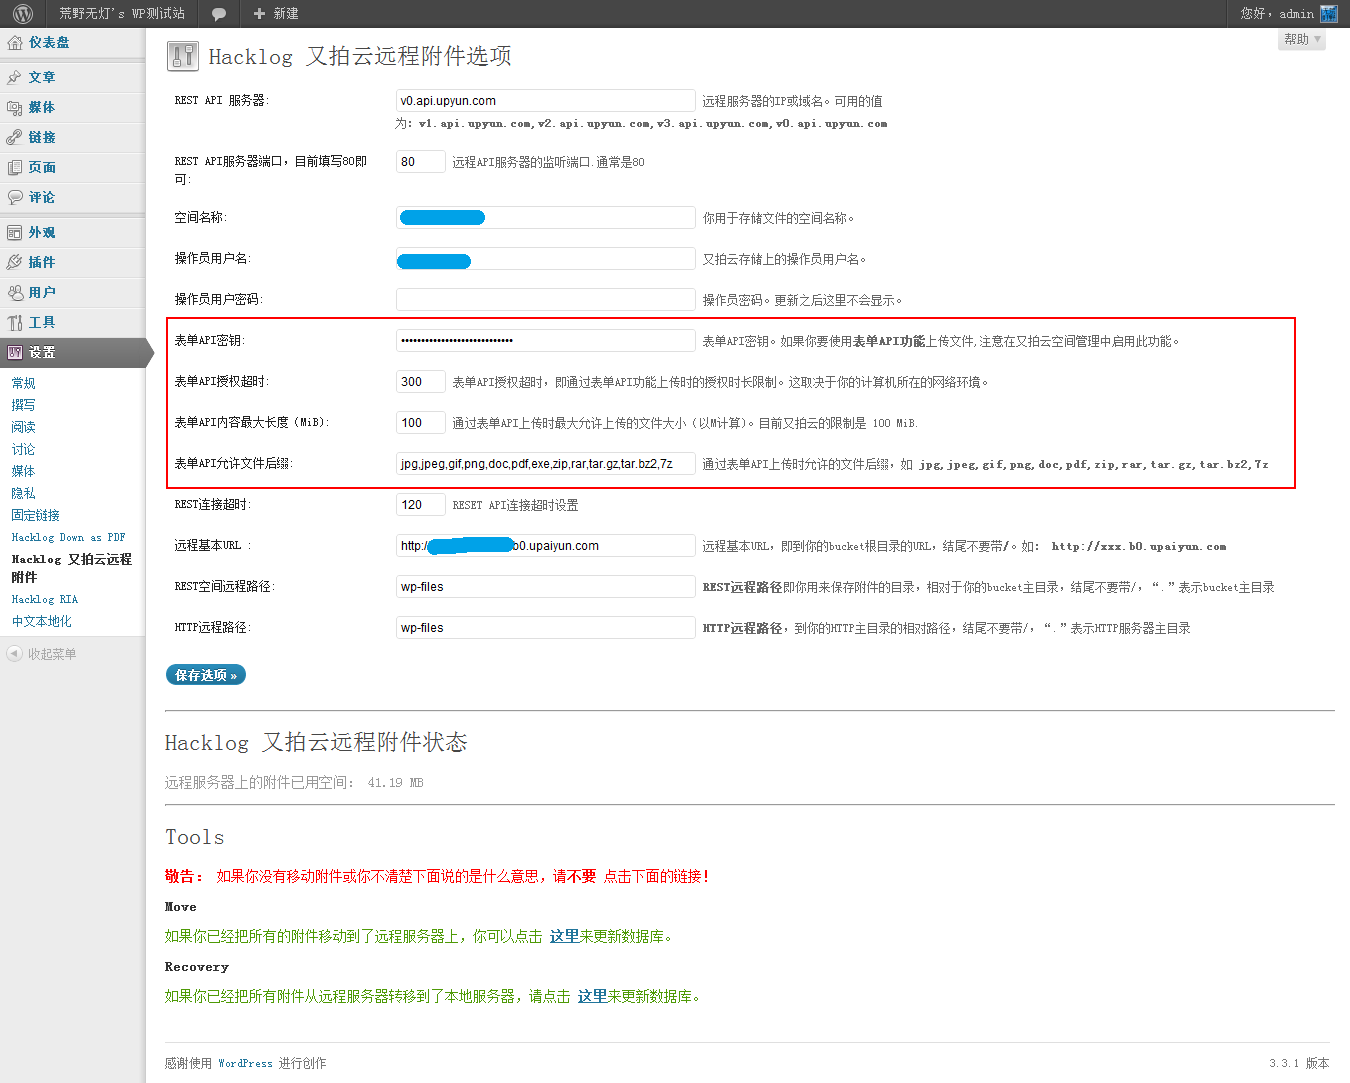 荒野无灯's WP测试站
新建
您好，admin
帮助
仪表盘
文章
媒体
链接
页面
评论
外观
插件
用户
工具
设置
常规
撰写
阅读
讨论
媒体
隐私
固定链接
Hacklog Down as PDF
Hacklog 又拍云远程
附件
Hacklog RIA
中文本地化
收起菜单
Hacklog 又拍云远程附件选项
REST API 服务器: v0.api.upyun.com 远程服务器的IP或域名。可用的值
为: v1.api.upyun.com,v2.api.upyun.com,v3.api.upyun.com,v0.api.upyun.com
REST API服务器端口，目前填写80即 80 远程API服务器的监听端口.通常是80
可:
空间名称: 你用于存储文件的空间名称。
操作员用户名: 又拍云存储上的操作员用户名。
操作员用户密码: 操作员密码。更新之后这里不会显示。
表单API密钥: 表单API密钥。如果你要使用表单API功能上传文件,注意在又拍云空间管理中启用此功能。
表单API授权超时: 300 表单API授权超时，即通过表单API功能上传时的授权时长限制。这取决于你的计算机所在的网络环境。
表单API内容最大长度（MiB）: 100 通过表单API上传时最大允许上传的文件大小（以M计算）。目前又拍云的限制是 100 MiB.
表单API允许文件后缀: jpg,jpeg,gif,png,doc,pdf,exe,zip,rar,tar.gz,tar.bz2,7z 通过表单API上传时允许的文件后缀，如 jpg,jpeg,gif,png,doc,pdf,zip,rar,tar.gz,tar.bz2,7z
REST连接超时: 120 RESET API连接超时设置
远程基本URL : http:/ b0.upaiyun.com 远程基本URL，即到你的bucket根目录的URL，结尾不要带/。如: http://xxx.b0.upaiyun.com
REST空间远程路径: wp-files REST远程路径即你用来保存附件的目录，相对于你的bucket主目录，结尾不要带/，“.”表示bucket主目录
HTTP远程路径: wp-files HTTP远程路径，到你的HTTP主目录的相对路径，结尾不要带/，“.”表示HTTP服务器主目录
保存选项 »
Hacklog 又拍云远程附件状态
远程服务器上的附件已用空间: 41.19 MB
Tools
敬告: 如果你没有移动附件或你不清楚下面说的是什么意思，请不要 点击下面的链接!
Move
如果你已经把所有的附件移动到了远程服务器上，你可以点击 这里来更新数据库。
Recovery
如果你已经把所有附件从远程服务器转移到了本地服务器，请点击 这里来更新数据库。
感谢使用 WordPress 进行创作
3.3.1 版本